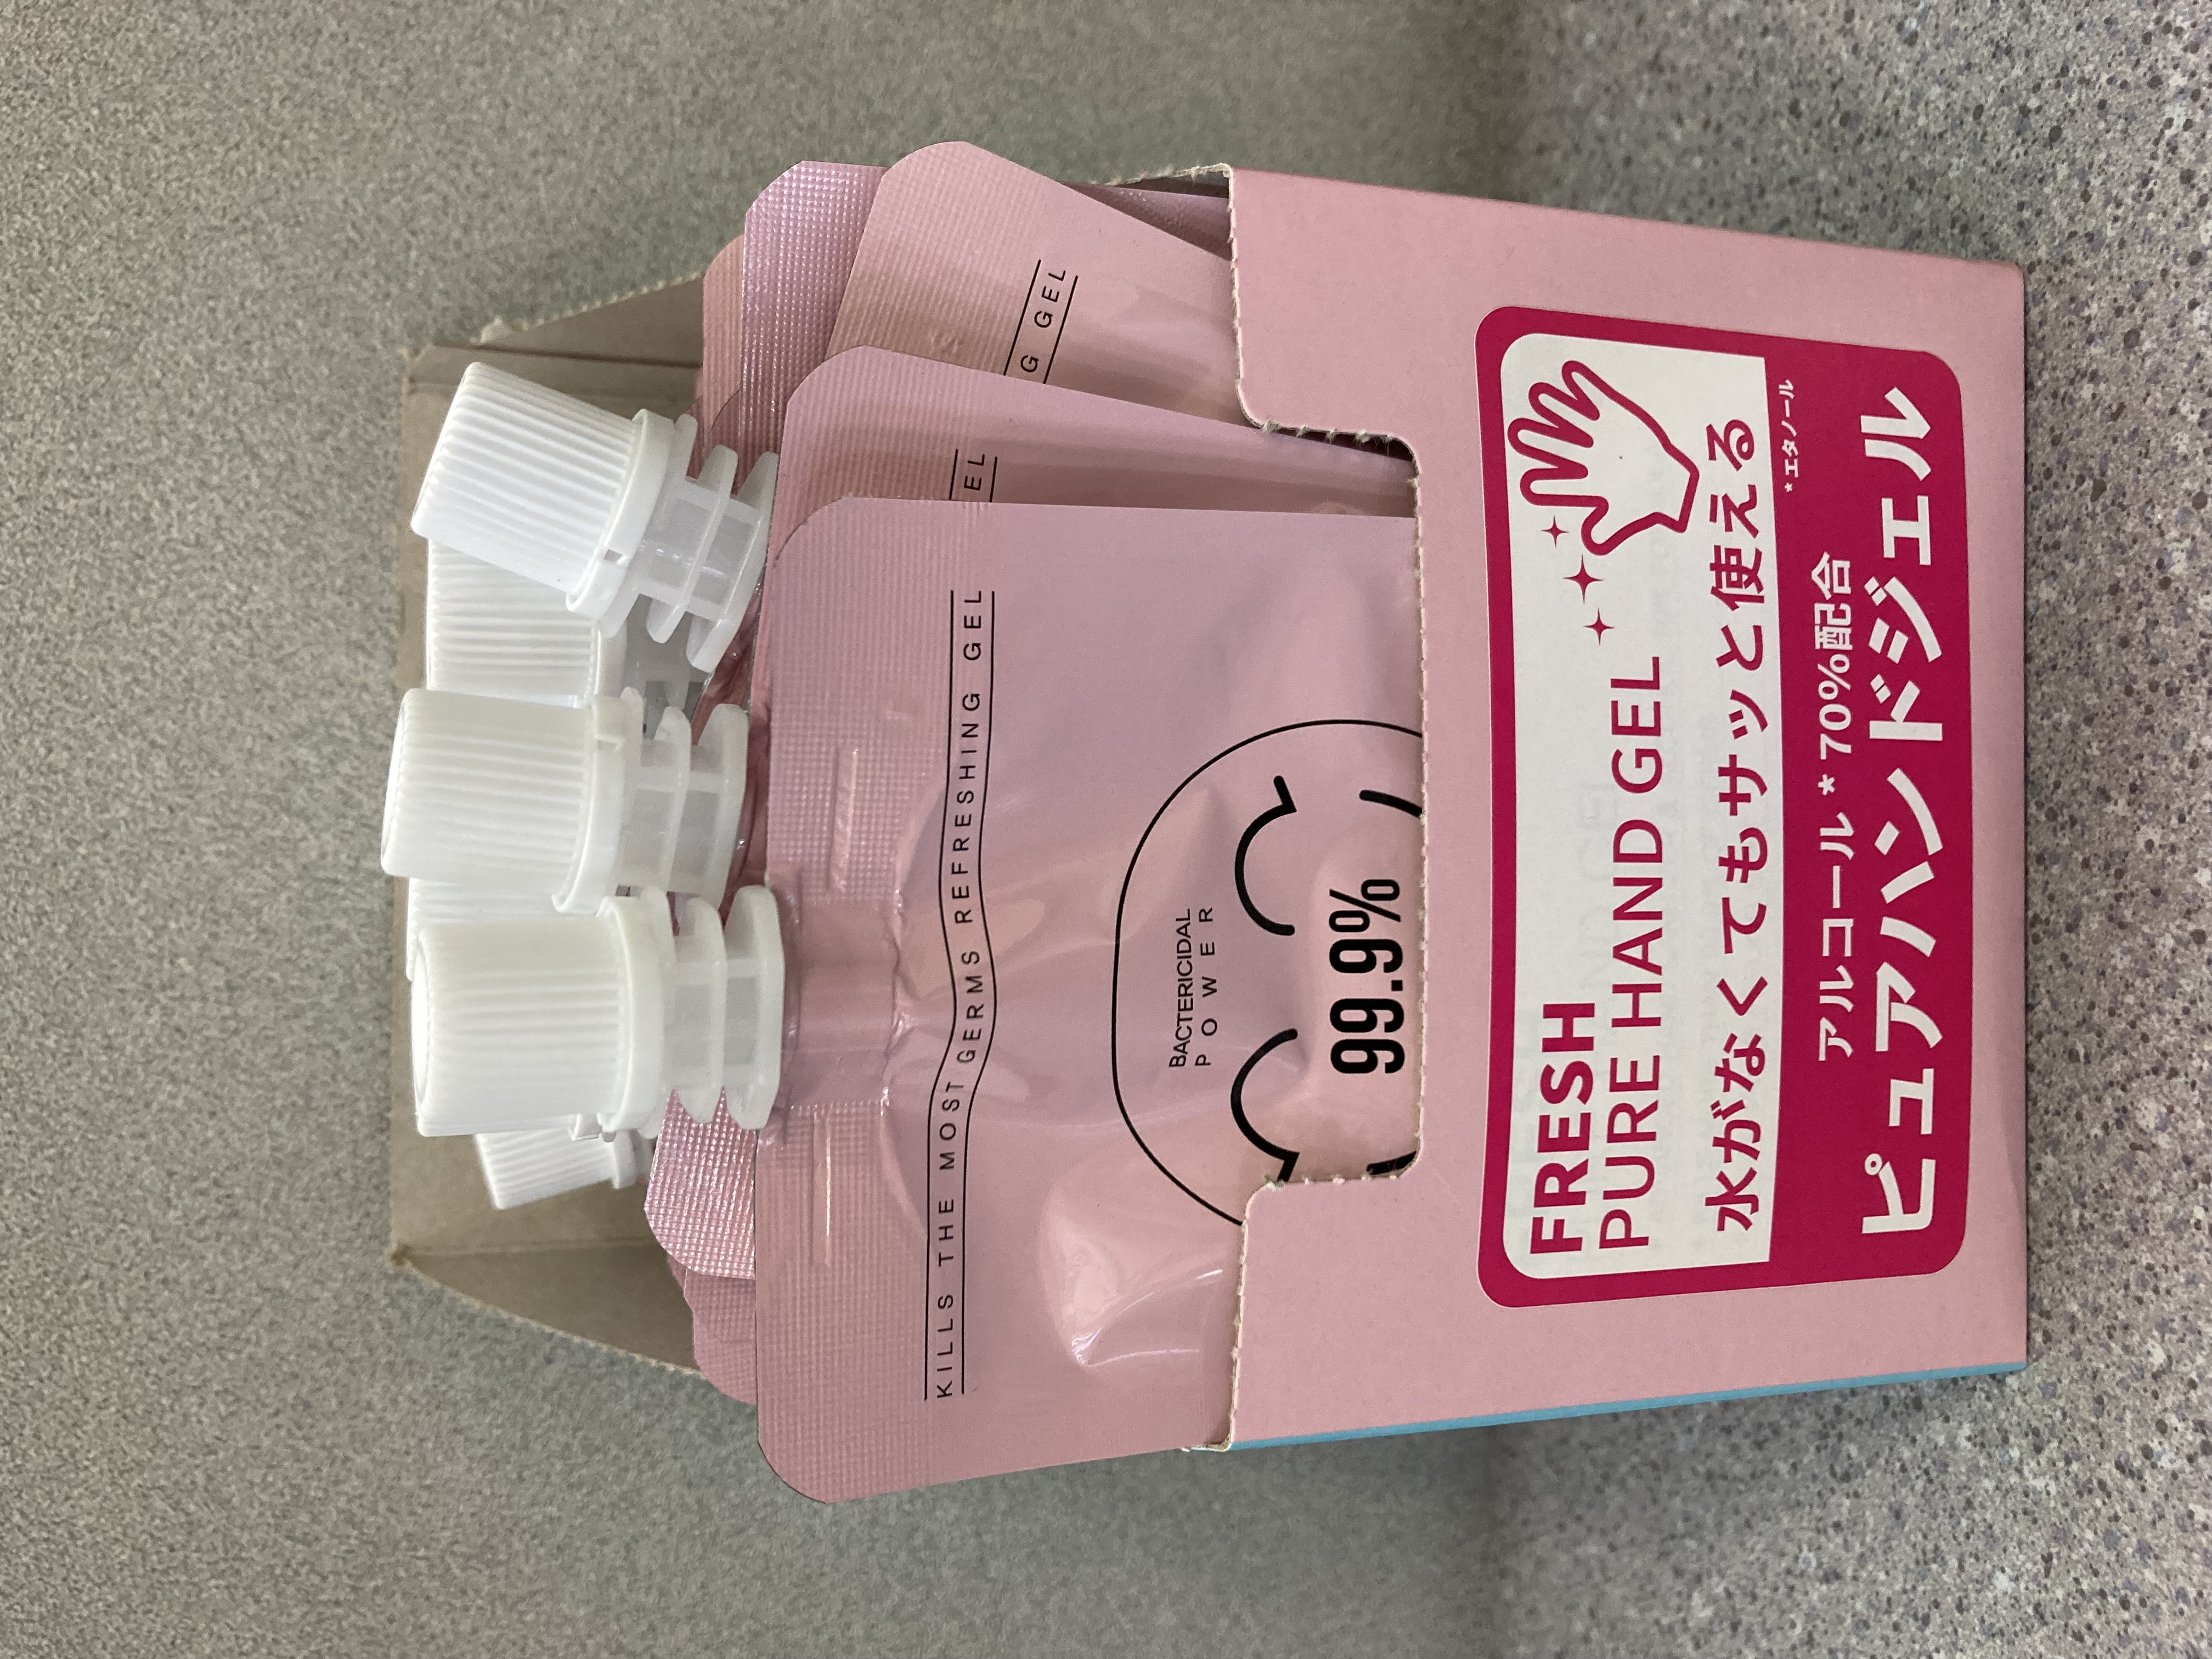 G GEL
EL
KILLS THE MOST GERMS REFRESHING GEL
BACTERICIDAL
POWER
99.9%
FRESH
PURE HAND GEL
水がなくてもサッと使える
*エタノール
アルコール*70%配合
ピュアハンドジェル